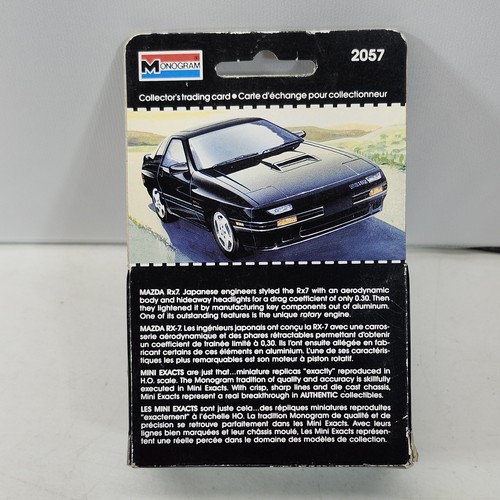 MONOGRAM
2057
Collector's trading card • Carte d'échange pour collectionneur
MAZDA Rx7. Japanese engineers styled the Rx7 with an aerodynamic
body and hideaway headlights for a drag coefficient of only 0.30. Then
they lightened it by manufacturing key components out of aluminum.
One of its outstanding features is the unique rotary engine.
MAZDA RX-7. Les ingénieurs japonais ont conçu la RX-7 avec une carros-
serie aérodynamique et des phares rétractables permettant d'obtenir
un coefficient de trainée limité à 0,30. Ils l'ont ensuite allégée en fab-
ricant certains de ces éléments en aluminium. L'une de ses caractéris-
tiques les plus remarquables est son moteur à piston rotatif.
MINI EXACTS are just that...miniature replicas "exactly" reproduced in
H.O. scale. The Monogram tradition of quality and accuracy is skillfully
executed in Mini Exacts. With crisp, sharp lines and die cast chassis,
Mini Exacts represent a real breakthrough in AUTHENTIC collectibles.
LES MINI EXACTS sont juste cela...des répliques miniatures reproduites
"exactement" à l'échelle HO. La tradition Monogram de qualité et de
précision se retrouve parfaitement dans les Mini Exacts. Avec leurs
lignes bien marquées et leur châssis moulé, Les Mini Exacts représen-
tent une réelle percée dans le domaine des modèles de collection.